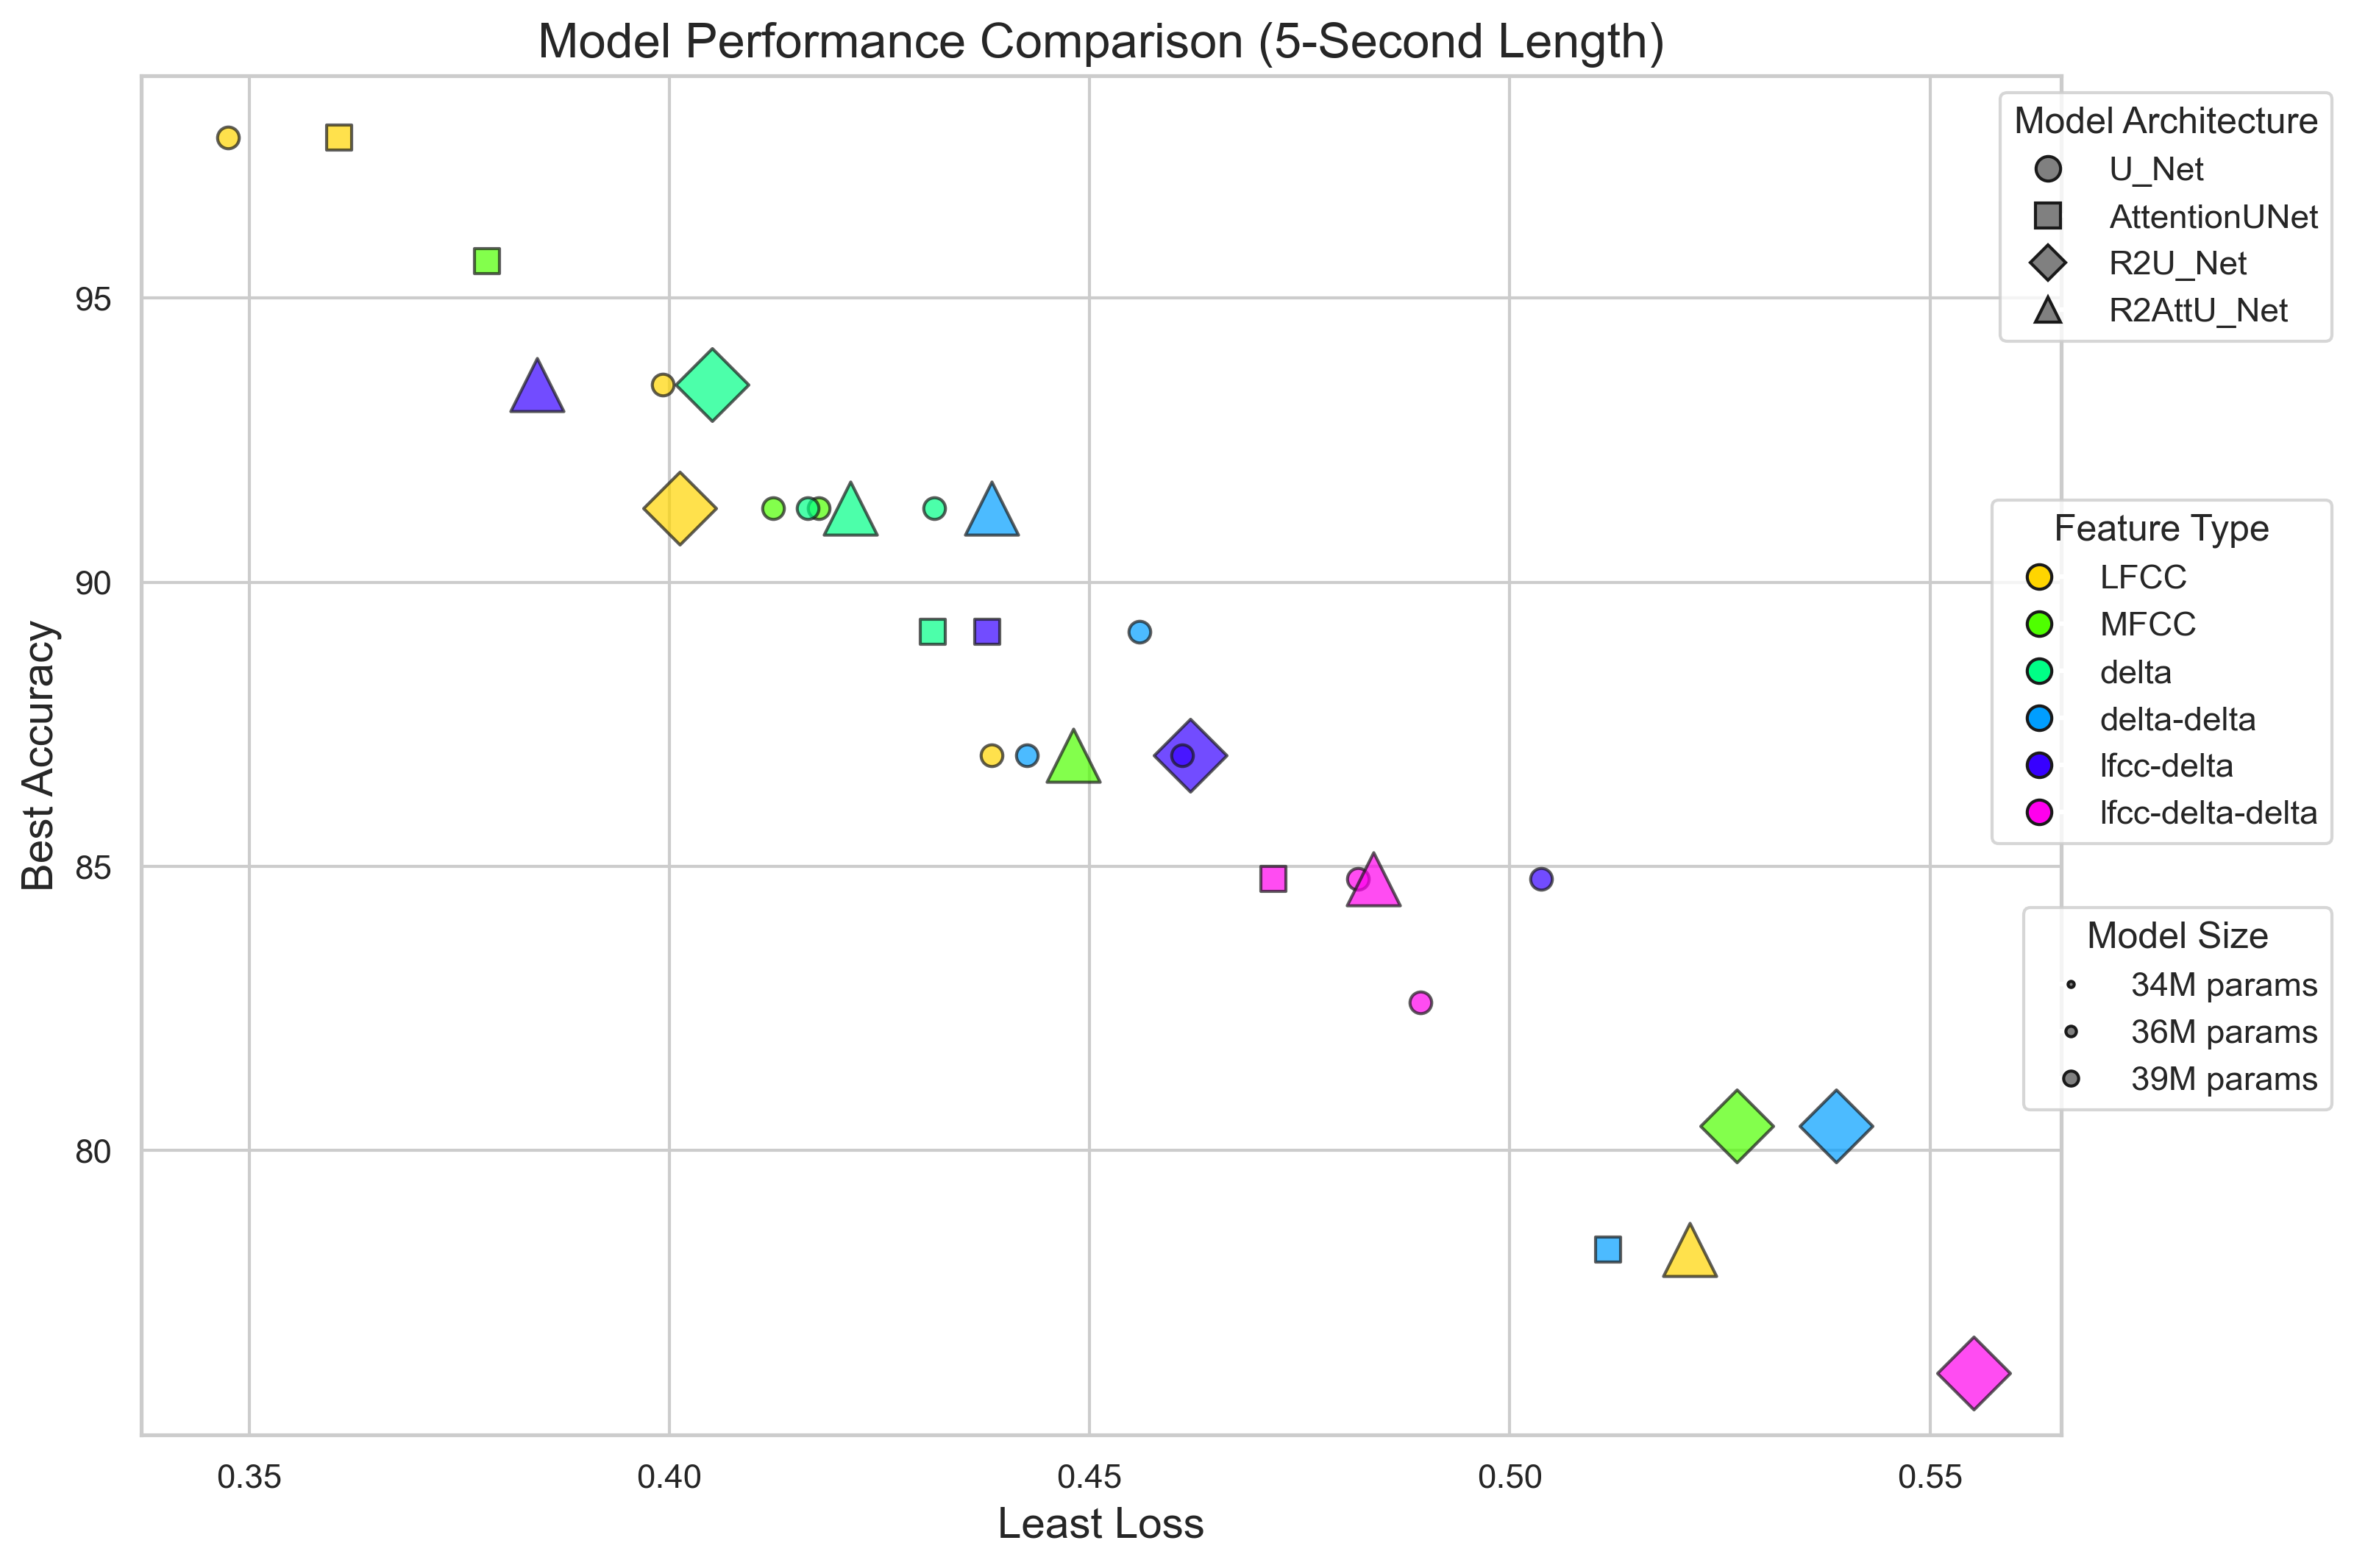 Model Performance Comparison (5-Second Length)
Model Architecture
U_Net
AttentionUNet
R2U_Net
R2AttU_Net
Feature Type
LFCC
MFCC
delta
delta-delta
lfcc-delta
lfcc-delta-delta
Model Size
34M params
36M params
39M params
Best Accuracy
95
90
85
80
0.35
0.40
0.45
0.50
0.55
Least Loss